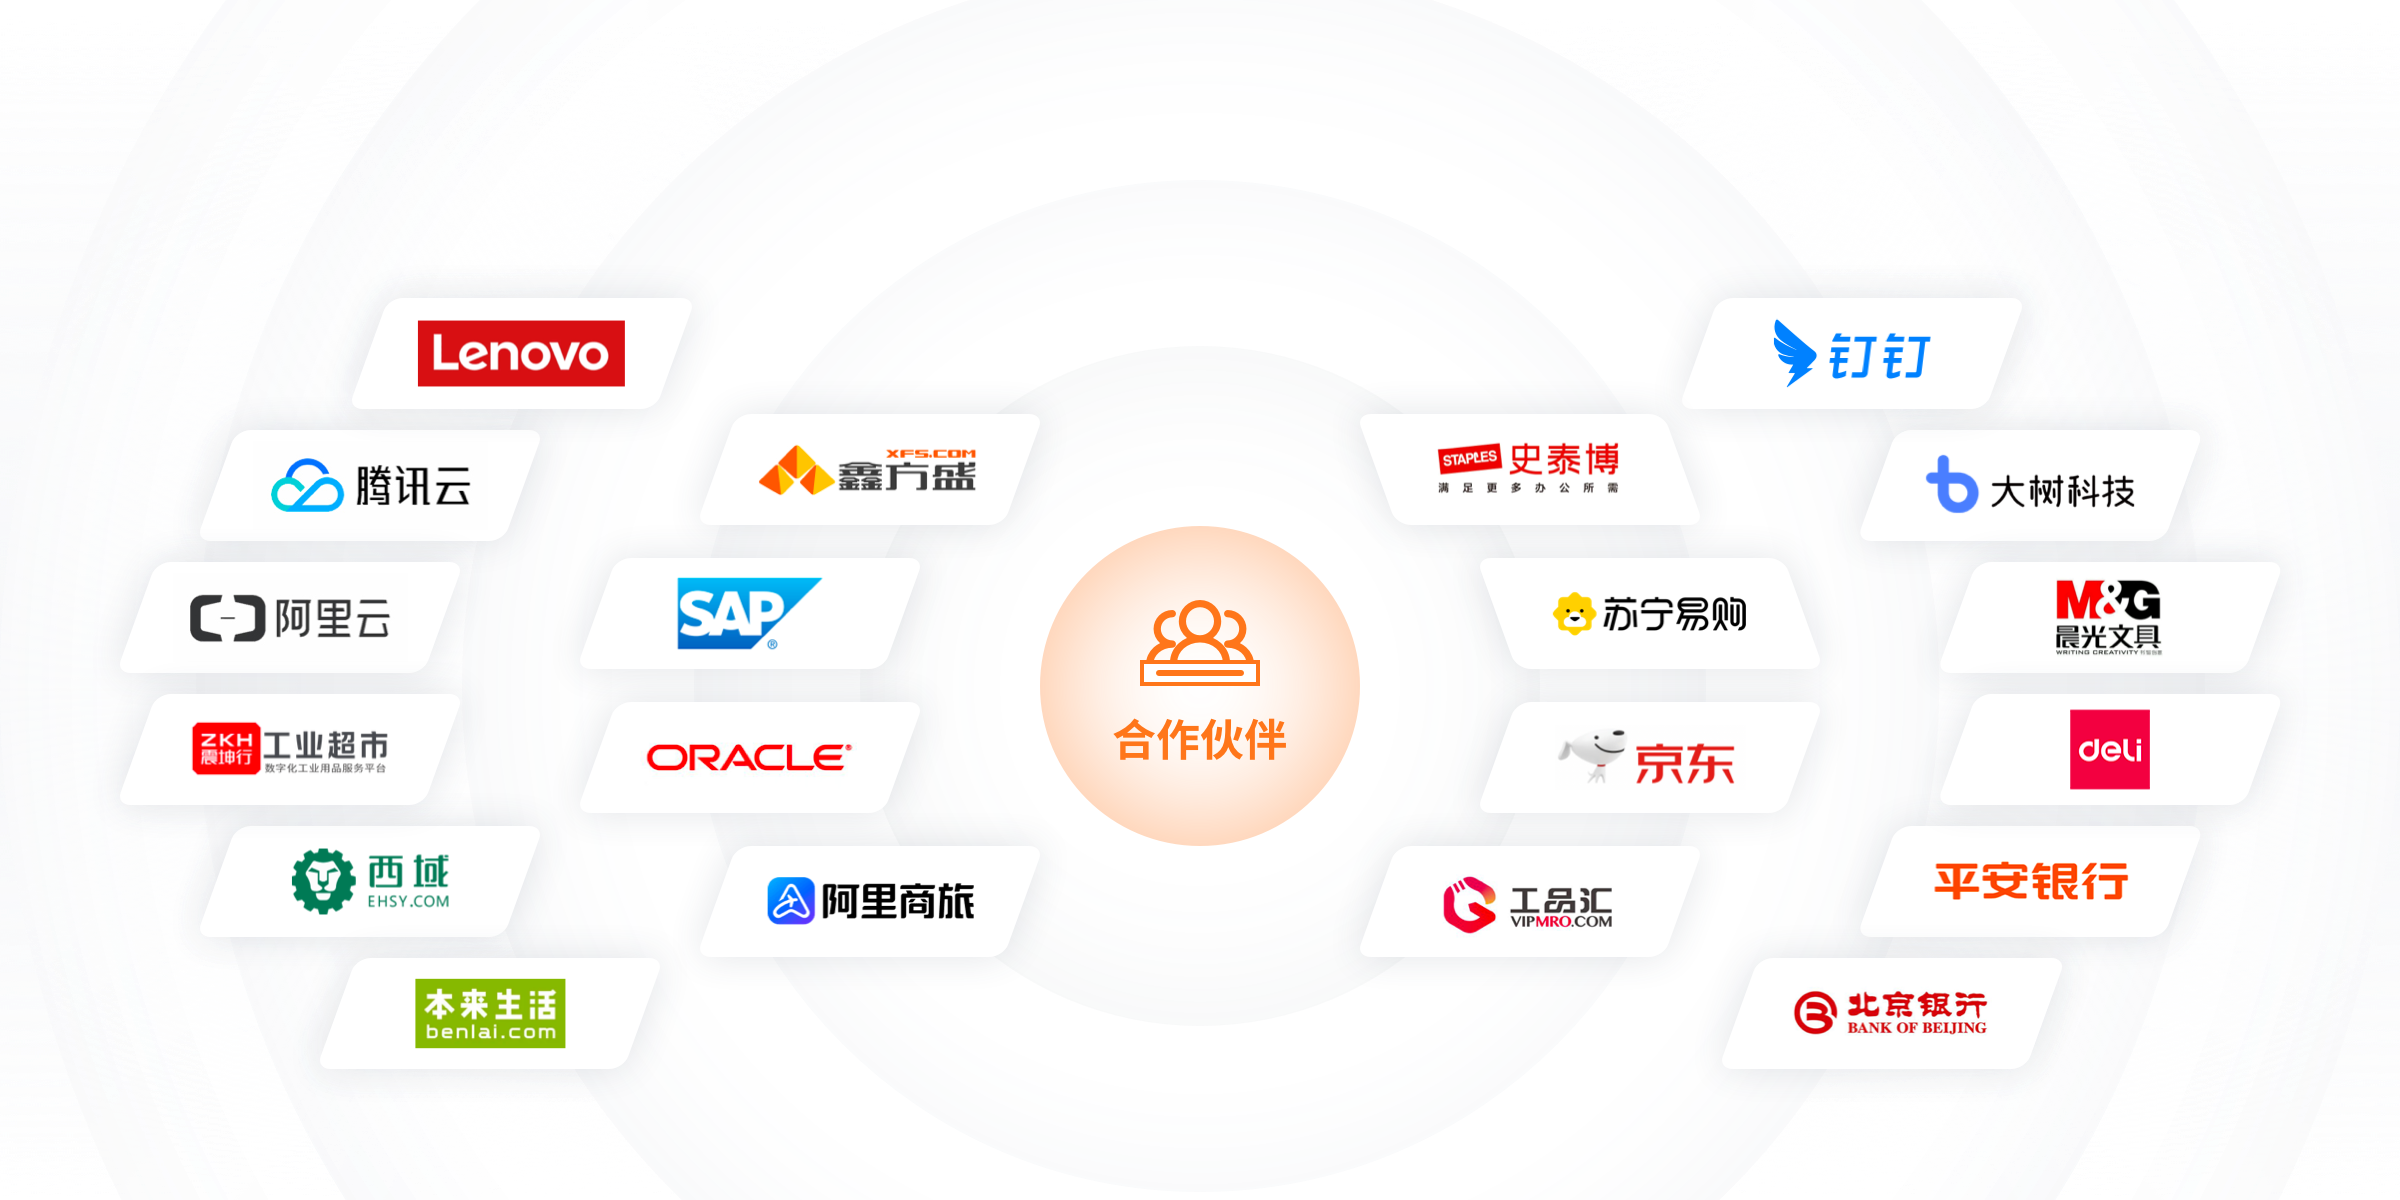 Lenovo
钉钉
XFS.COM
鑫方盛
STAPLES 史泰博
满足更多办公所需
腾讯云
大树科技
阿里云
SAP®
苏宁易购
M&G
晨光文具
WRITING CREATIVITY
ZKH
震坤行
工业超市
数字化工业用品服务平台
ORACLE®
合作伙伴
京东
deli
西域
EHSY.COM
阿里商旅
工品汇
VIPMRO.COM
平安银行
本来生活
benlai.com
北京银行
BANK OF BEIJING